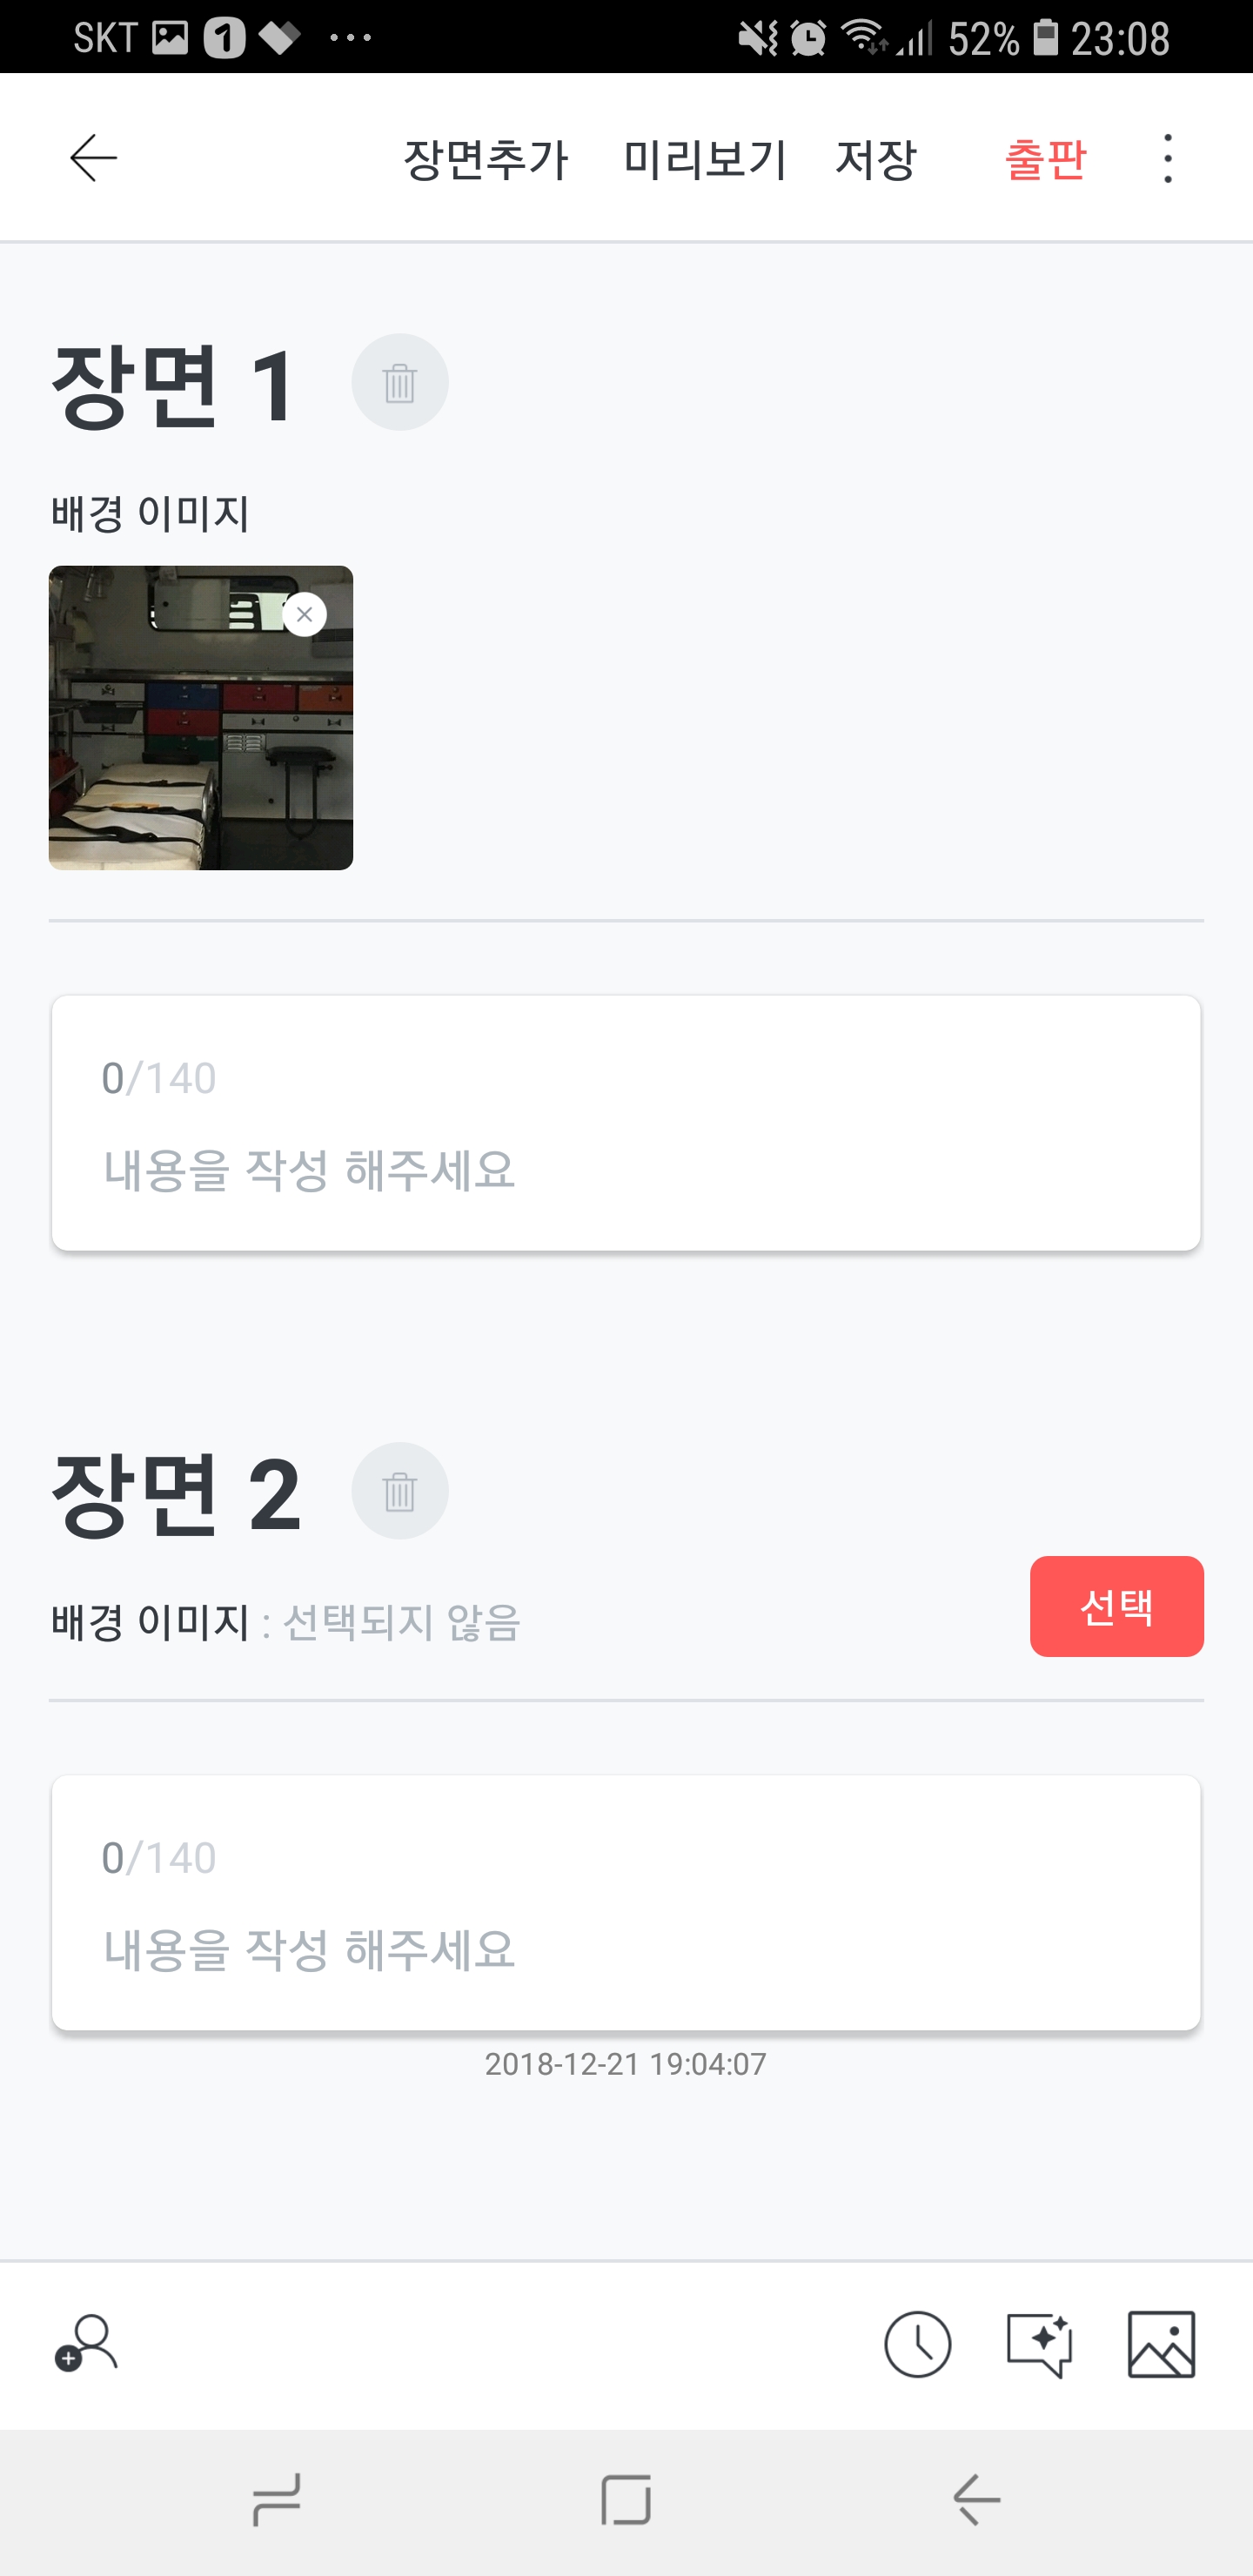 SKT 1 52% 23:08
장면추가 미리보기 저장 출판
장면 1
배경 이미지
0/140
내용을 작성 해주세요
장면 2
배경 이미지 : 선택되지 않음
선택
0/140
내용을 작성 해주세요
2018-12-21 19:04:07